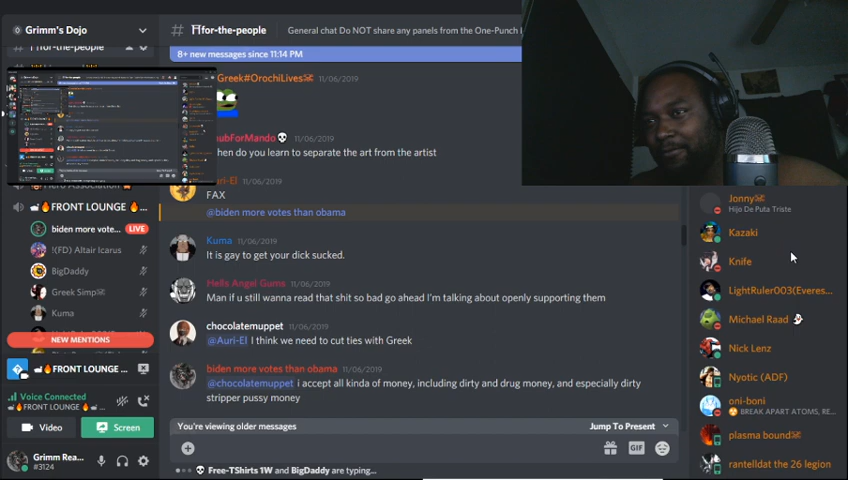 Grimm's Dojo
for-the-people
General chat Do NOT share any panels from the One-Punch
for-the-people
8+ new messages since 11:14 PM
Greek#OrochiLives 11/06/2019
11/06/2019
hen do you learn to separate the art from the artist
uri-El 11/06/2019
FAX
@biden more votes than obama
Kuma 11/06/2019
It is gay to get your dick sucked.
Hells Angel Gums 11/06/2019
Man if u still wanna read that shit so bad go ahead I'm talking about openly supporting them
chocolatemuppet 11/06/2019
@Auri-El I think we need to cut ties with Greek
biden more votes than obama 11/06/2019
@chocolatemuppet i accept all kinda of money, including dirty and drug money, and especially dirty
stripper pussy money
You're viewing older messages
Jump To Present
GIF
Free-TShirts 1W and BigDaddy are typing...
FRONT LOUNGE
biden more vote... LIVE
!(FD) Altair Icarus
BigDaddy
Greek Simp
Kuma
NEW MENTIONS
FRONT LOUNGE ...
Voice Connected
FRONT LOUNGE
Video
Screen
Grimm Rea...
#3124
Jonny
Hijo De Puta Triste
Kazaki
Knife
LightRuler003(Everes...
Michael Raad
Nick Lenz
Nyotic (ADF)
oni-boni
BREAK APART ATOMS, RE...
plasma bound
rantelldat the 26 legion